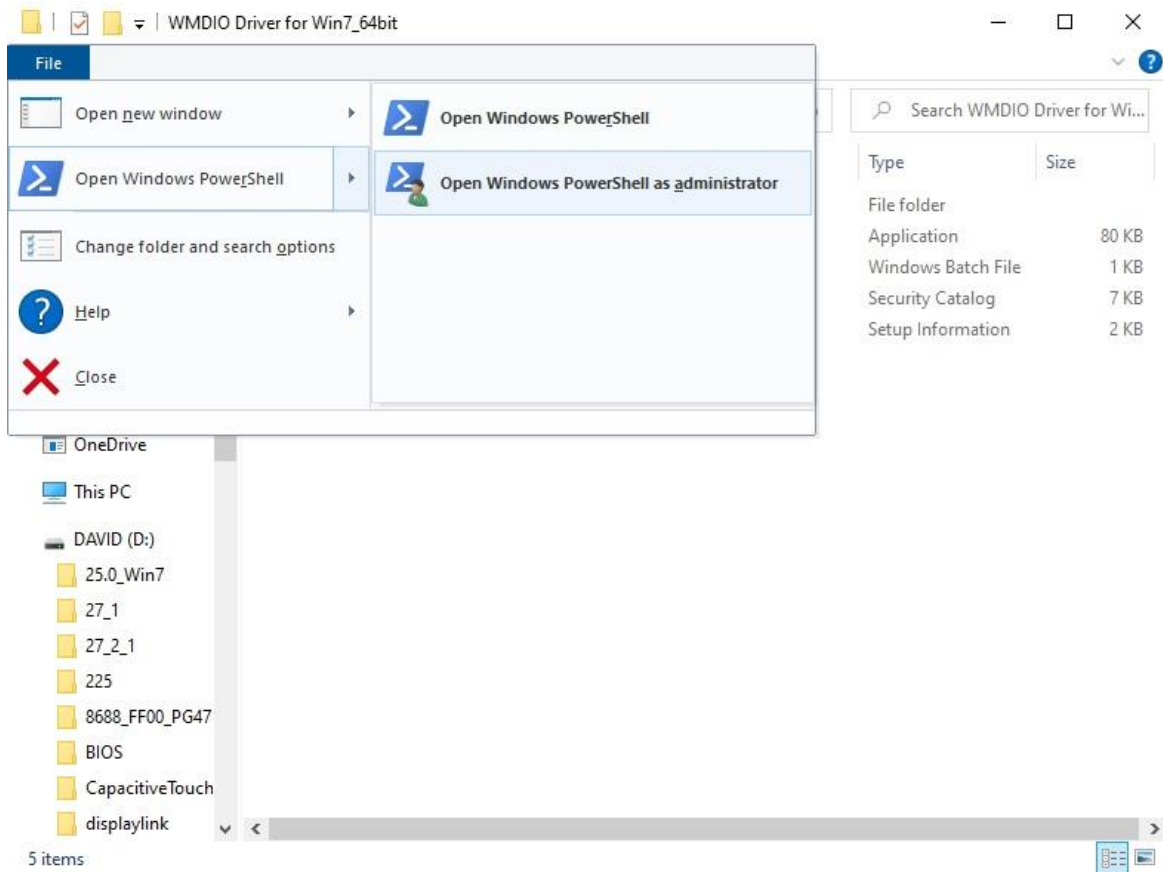 WMDIO Driver for Win7_64bit
File
Open new window
Open Windows PowerShell
Change folder and search options
Help
Close
Open Windows PowerShell
Open Windows PowerShell as administrator
Search WMDIO Driver for Wi...
Type Size
File folder
Application 80 KB
Windows Batch File 1 KB
Security Catalog 7 KB
Setup Information 2 KB
OneDrive
This PC
DAVID (D:)
25.0_Win7
27_1
27_2_1
225
8688_FF00_PG47
BIOS
CapacitiveTouch
displaylink
5 items